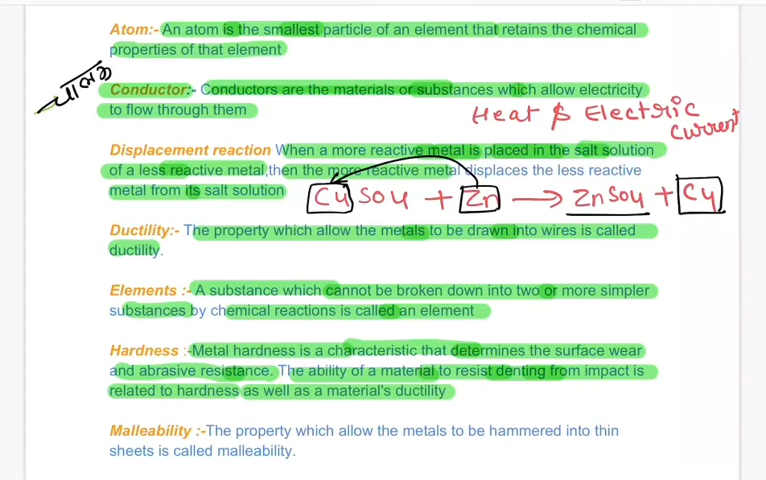 Atom:- An atom is the smallest particle of an element that retains the chemical
properties of that element
चालक
Conductor:- Conductors are the materials or substances which allow electricity
to flow through them
Heat & Electric
Current
Displacement reaction When a more reactive metal is placed in the salt solution
of a less reactive metal,then the more reactive metal displaces the less reactive
metal from its salt solution
CuSO4 + Zn → ZnSO4 + Cu
Ductility:- The property which allow the metals to be drawn into wires is called
ductility.
Elements :- A substance which cannot be broken down into two or more simpler
substances by chemical reactions is called an element
Hardness :-Metal hardness is a characteristic that determines the surface wear
and abrasive resistance. The ability of a material to resist denting from impact is
related to hardness as well as a material's ductility
Malleability :-The property which allow the metals to be hammered into thin
sheets is called malleability.